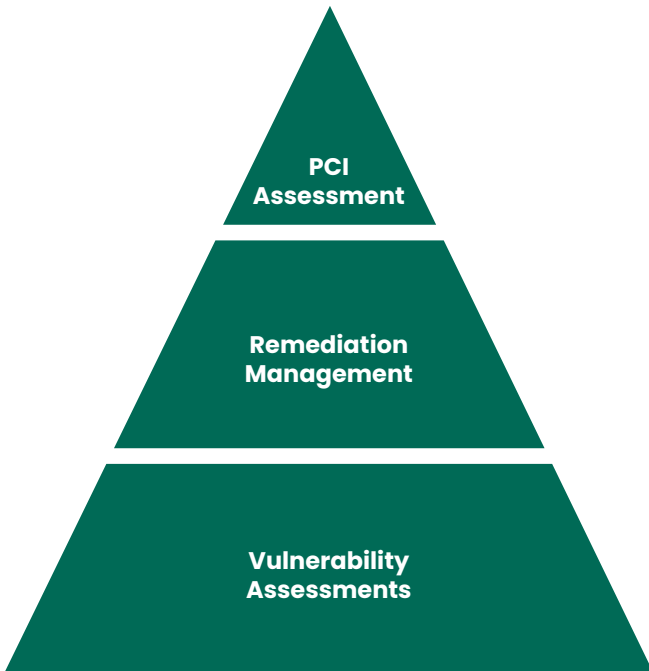 PCI
Assessment
Remediation
Management
Vulnerability
Assessments